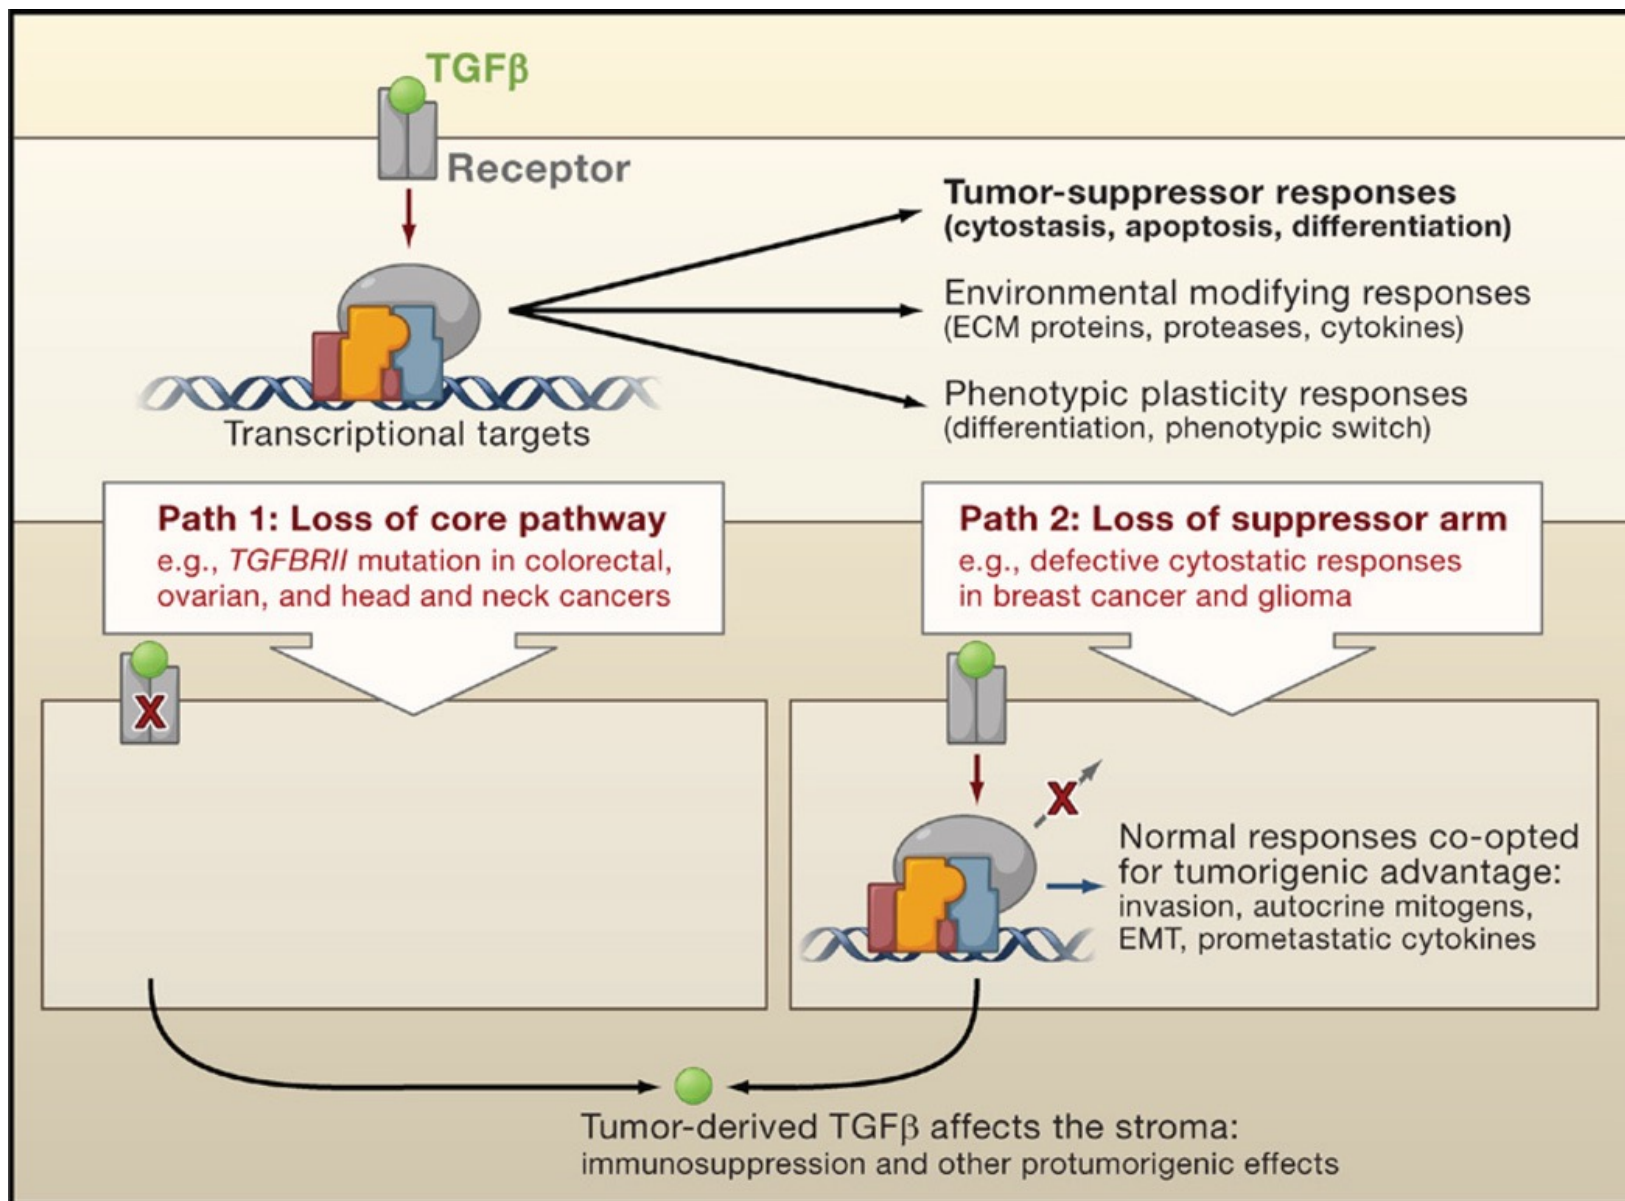 TGFβ
Receptor
Transcriptional targets
Tumor-suppressor responses
(cytostasis, apoptosis, differentiation)
Environmental modifying responses
(ECM proteins, proteases, cytokines)
Phenotypic plasticity responses
(differentiation, phenotypic switch)
Path 1: Loss of core pathway
e.g., TGFBRII mutation in colorectal,
ovarian, and head and neck cancers
X
Path 2: Loss of suppressor arm
e.g., defective cytostatic responses
in breast cancer and glioma
X
Normal responses co-opted
for tumorigenic advantage:
invasion, autocrine mitogens,
EMT, prometastatic cytokines
Tumor-derived TGFβ affects the stroma:
immunosuppression and other protumorigenic effects